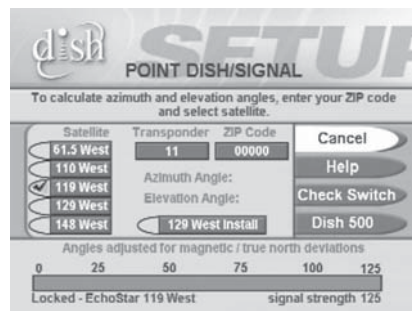 dish
SETUP
POINT DISH/SIGNAL
To calculate azimuth and elevation angles, enter your ZIP code
and select satellite.
Satellite Transponder ZIP Code
61.5 West 11 00000
110 West
119 West
129 West
148 West
Azimuth Angle:
Elevation Angle:
129 West Install
Cancel
Help
Check Switch
Dish 500
Angles adjusted for magnetic / true north deviations
0 25 50 75 100 125
Locked - EchoStar 119 West signal strength 125